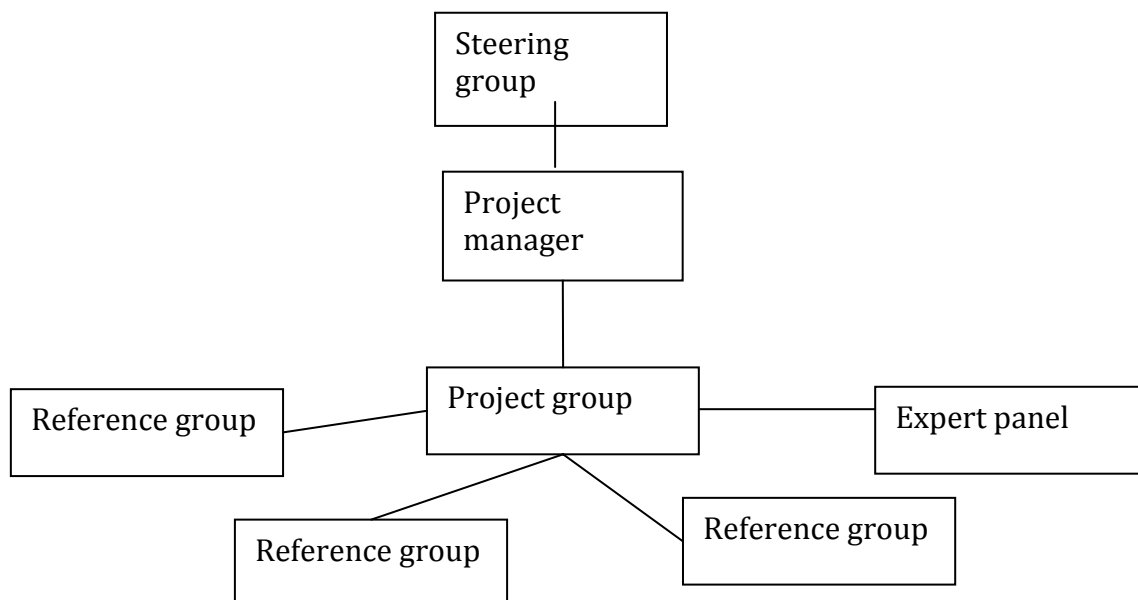 Steering
group
Project
manager
Project group
Reference group
Expert panel
Reference group
Reference group